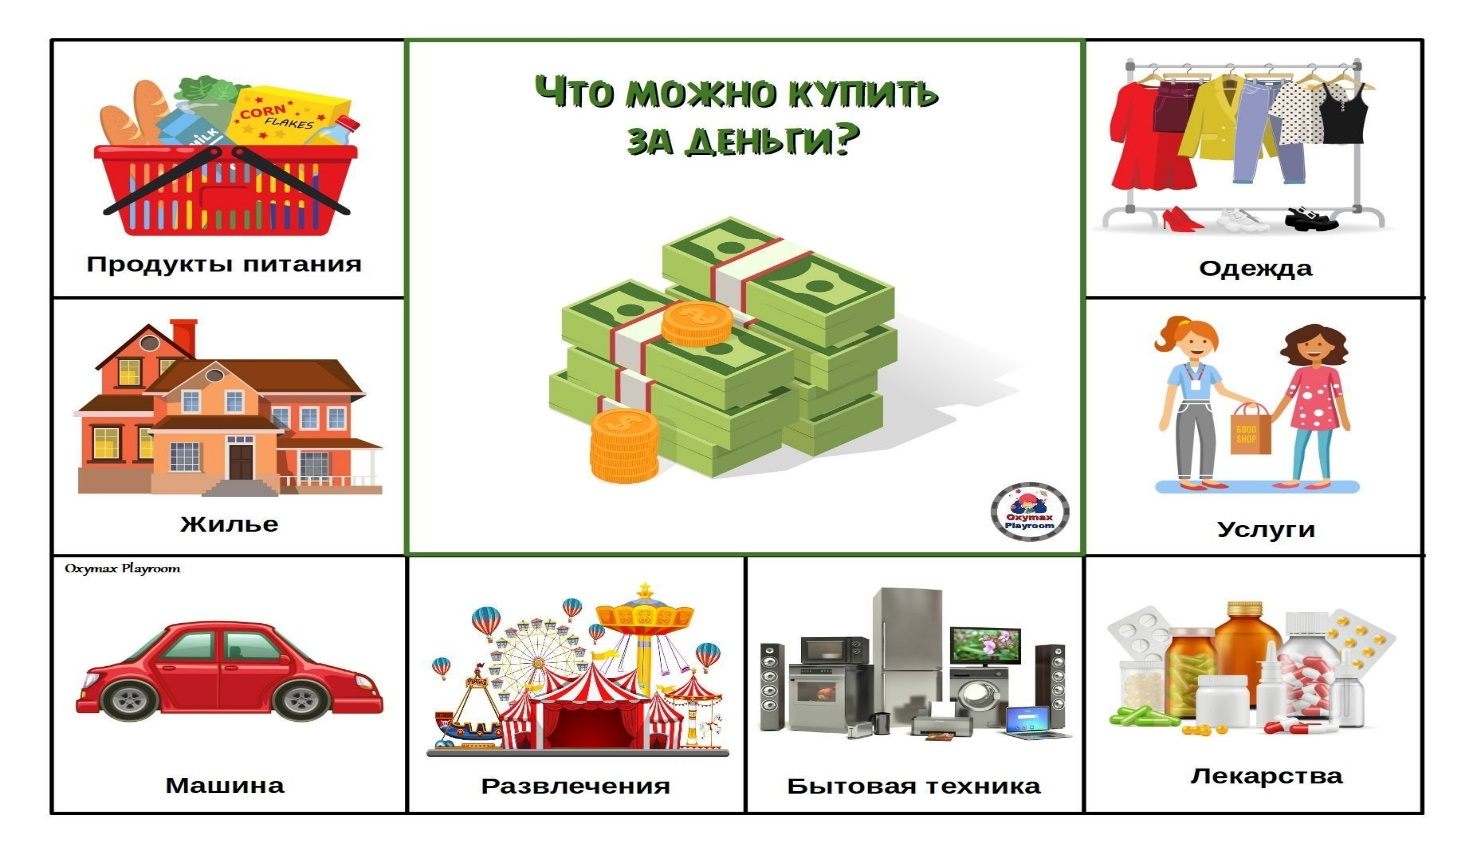 Что можно купить
за деньги?
CORN
FLAKES
MILK
Продукты питания
Одежда
Жилье
GOOD
SHOP
Услуги
Oxymax
Playroom
Oxymax Playroom
Машина
Развлечения
Бытовая техника
Лекарства